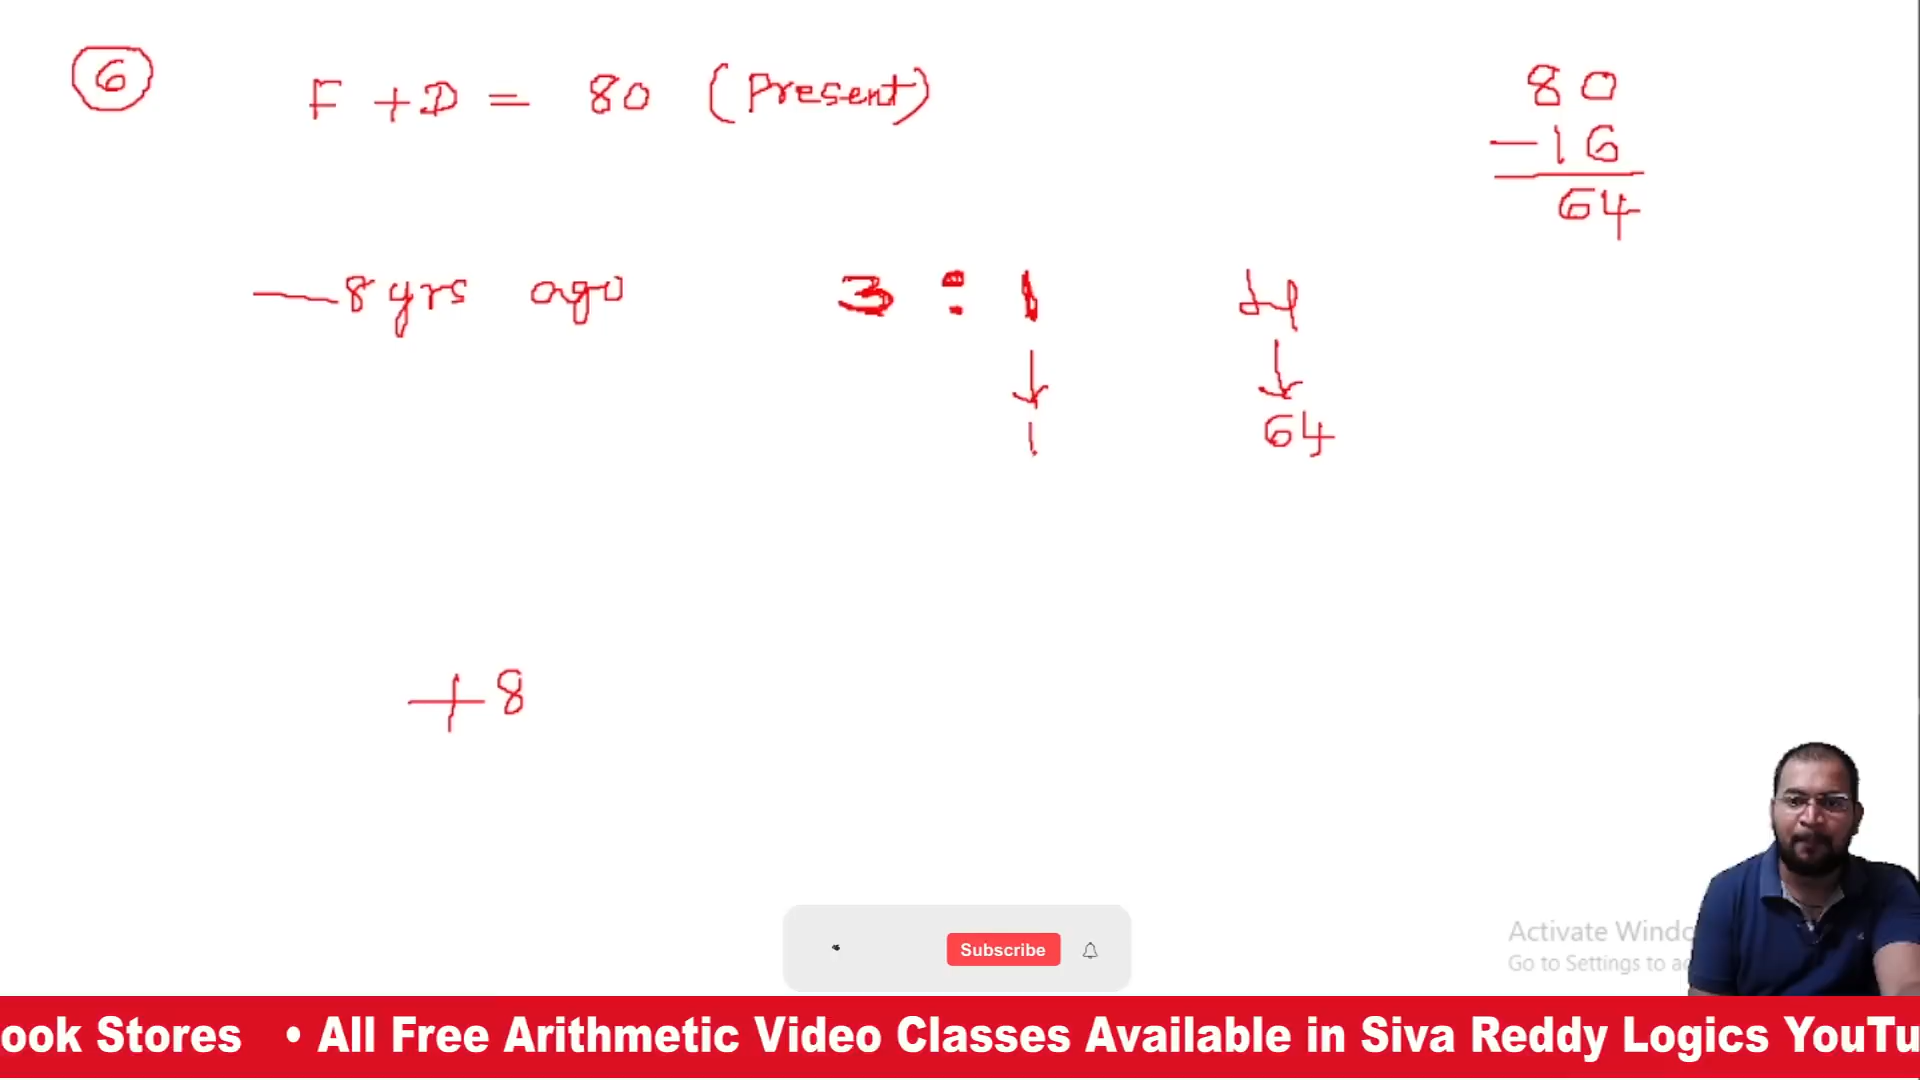 6
F + D = 80 (Present)
80
- 16
64
- 8 yrs ago 3 : 1 4
↓ ↓
1 64
+ 8
Subscribe
Activate Windo
Go to Settings to a
ook Stores • All Free Arithmetic Video Classes Available in Siva Reddy Logics YouTu